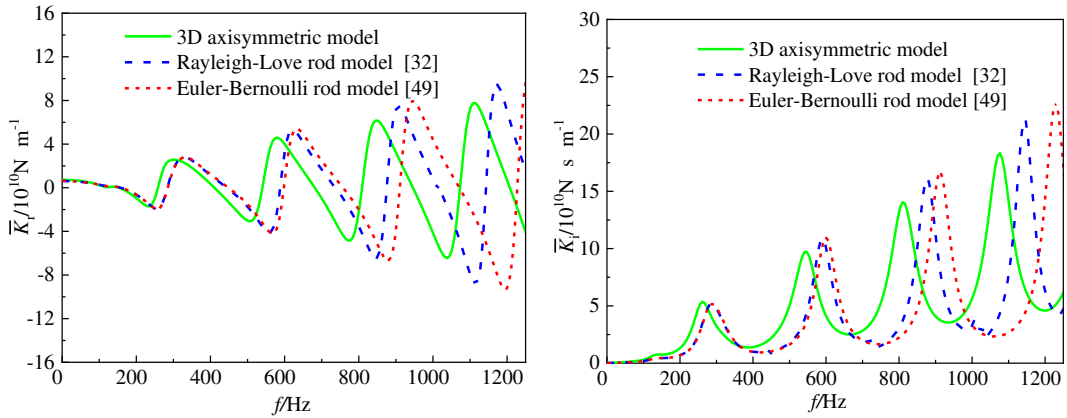 16
12
8
4
0
-4
-8
-12
-16
K̅r/10¹⁰N m⁻¹
3D axisymmetric model
Rayleigh-Love rod model [32]
Euler-Bernoulli rod model [49]
0 200 400 600 800 1000 1200
f/Hz
30
25
20
15
10
5
0
K̅i/10¹⁰N s m⁻¹
3D axisymmetric model
Rayleigh-Love rod model [32]
Euler-Bernoulli rod model [49]
0 200 400 600 800 1000 1200
f/Hz